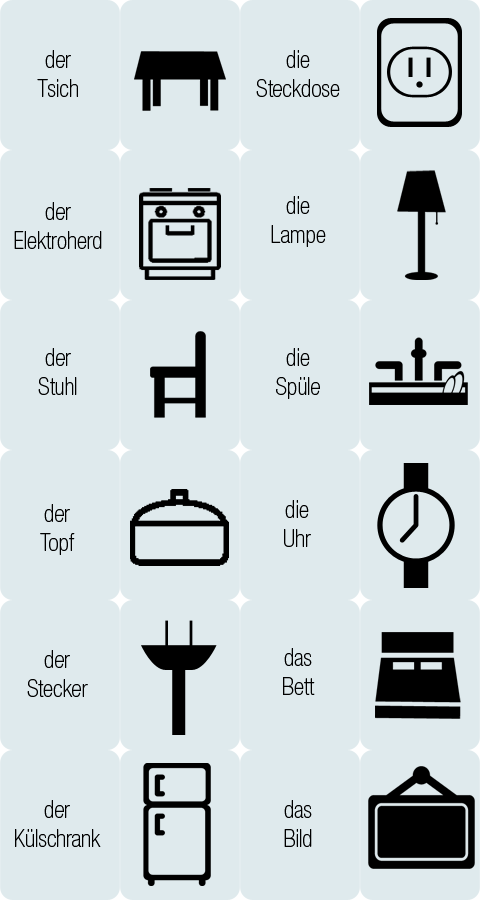 der
Tsich
die
Steckdose
der
Elektroherd
die
Lampe
der
Stuhl
die
Spüle
der
Topf
die
Uhr
der
Stecker
das
Bett
der
Külschrank
das
Bild